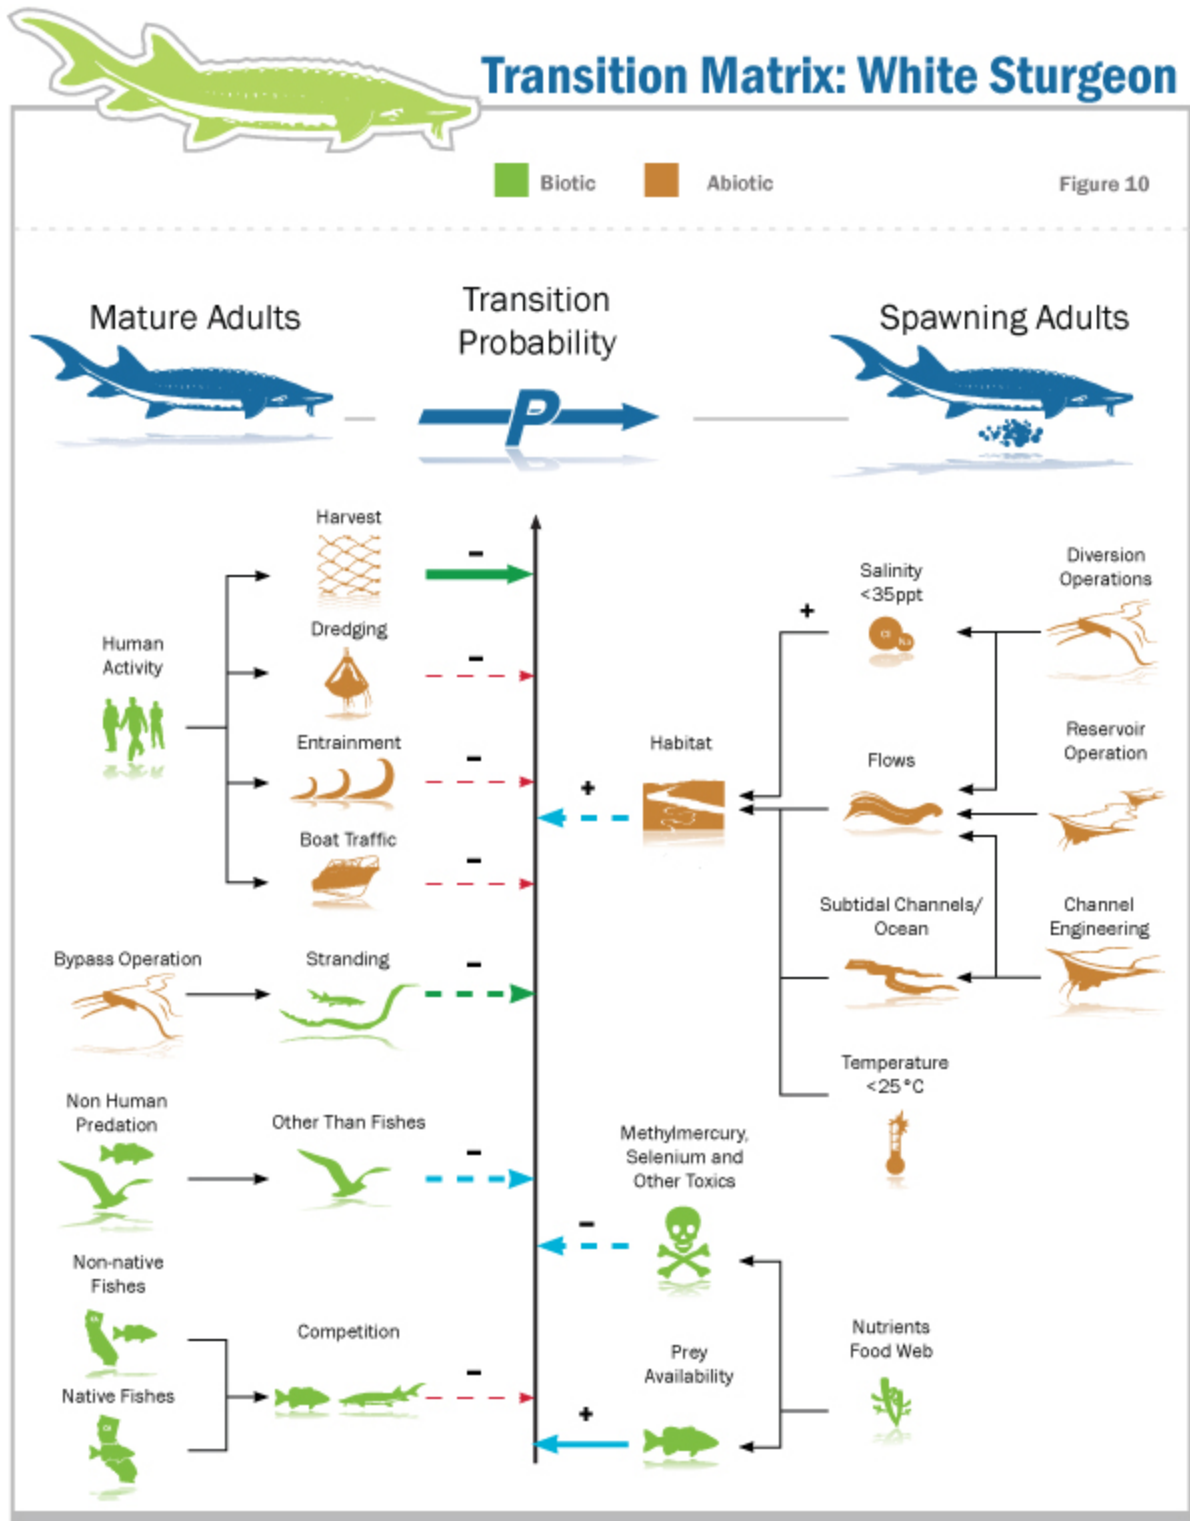 Transition Matrix: White Sturgeon
Biotic
Abiotic
Figure 10
Mature Adults
Transition
Probability
Spawning Adults
P
Harvest
-
Dredging
-
Human
Activity
Entrainment
-
Boat Traffic
-
Bypass Operation
Stranding
-
Non Human
Predation
Other Than Fishes
-
Non-native
Fishes
Native Fishes
Competition
-
Habitat
+
Methylmercury,
Selenium and
Other Toxics
-
Prey
Availability
+
+
Salinity
<35ppt
Cl
Na
Flows
Subtidal Channels/
Ocean
Temperature
<25°C
Nutrients
Food Web
Diversion
Operations
Reservoir
Operation
Channel
Engineering